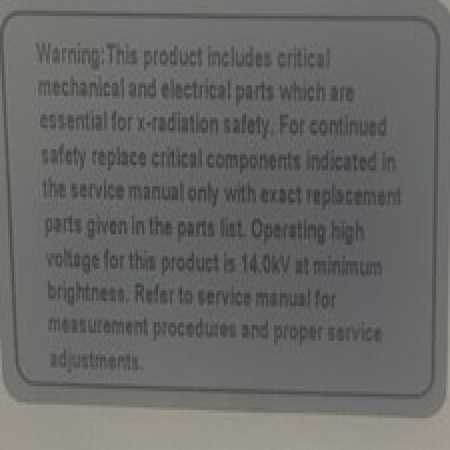 Warning:This product includes critical
mechanical and electrical parts which are
essential for x-radiation safety. For continued
safety replace critical components indicated in
the service manual only with exact replacement
parts given in the parts list. Operating high
voltage for this product is 14.0kV at minimum
brightness. Refer to service manual for
measurement procedures and proper service
adjustments.